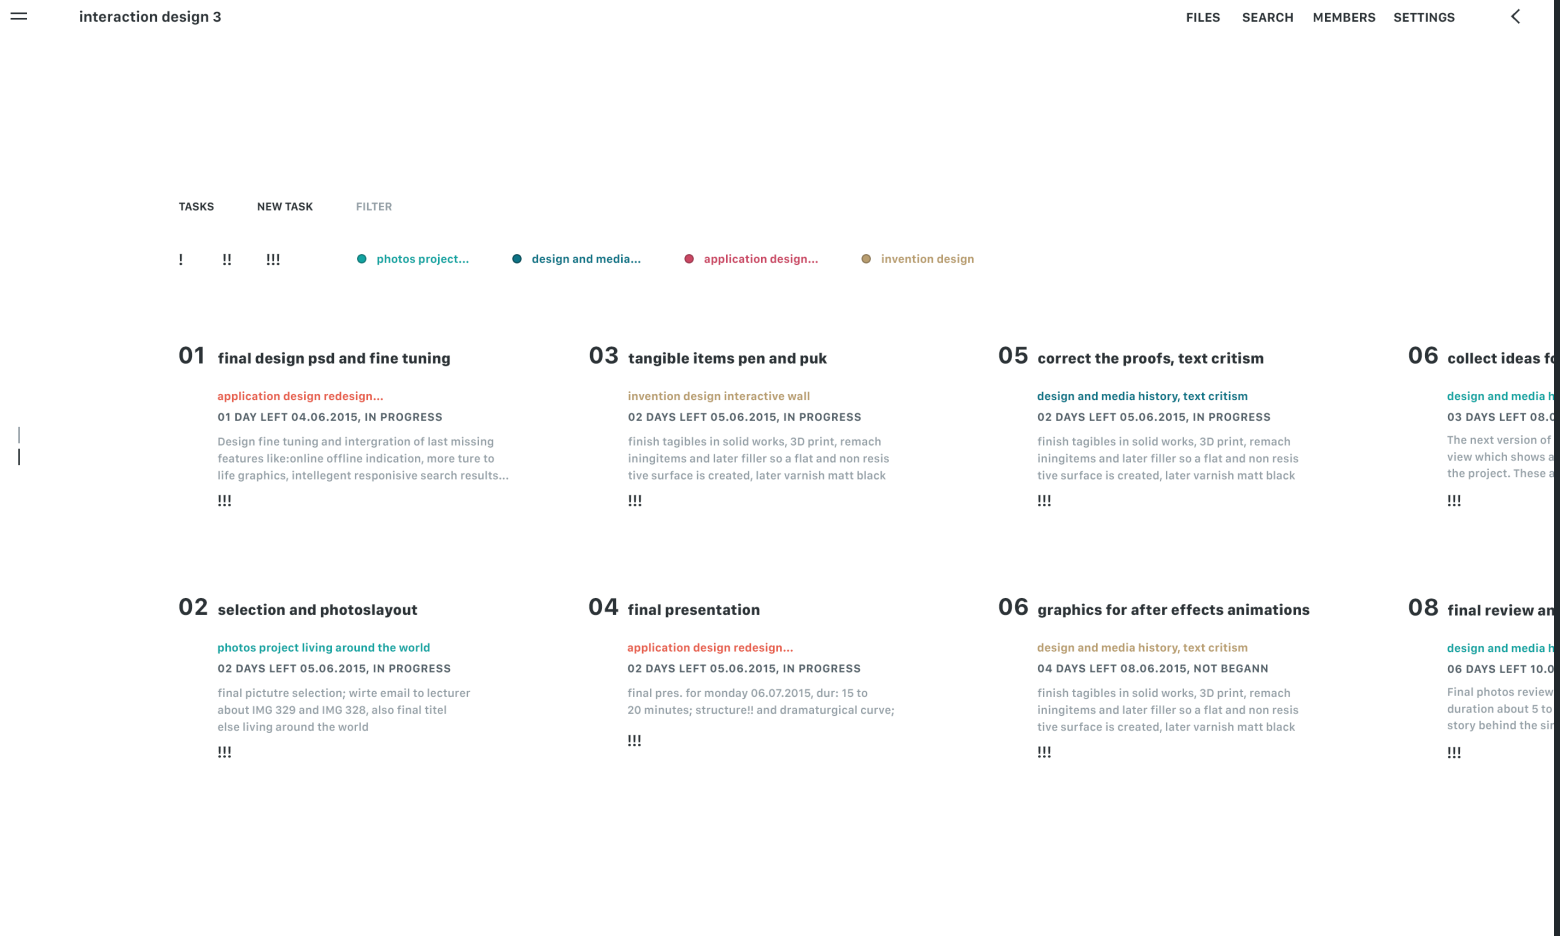 interaction design 3
FILES SEARCH MEMBERS SETTINGS
TASKS NEW TASK FILTER
! !! !!! photos project... design and media... application design... invention design
01 final design psd and fine tuning
application design redesign...
01 DAY LEFT 04.06.2015, IN PROGRESS
Design fine tuning and intergration of last missing
features like:online offline indication, more ture to
life graphics, intellegent responisive search results...
!!!
03 tangible items pen and puk
invention design interactive wall
02 DAYS LEFT 05.06.2015, IN PROGRESS
finish tagibles in solid works, 3D print, remach
iningitems and later filler so a flat and non resis
tive surface is created, later varnish matt black
!!!
05 correct the proofs, text critism
design and media history, text critism
02 DAYS LEFT 05.06.2015, IN PROGRESS
finish tagibles in solid works, 3D print, remach
iningitems and later filler so a flat and non resis
tive surface is created, later varnish matt black
!!!
06 collect ideas
design and media
03 DAYS LEFT 08.
The next version of
view which shows a
the project. These
!!!
02 selection and photoslayout
photos project living around the world
02 DAYS LEFT 05.06.2015, IN PROGRESS
final pictutre selection; wirte email to lecturer
about IMG 329 and IMG 328, also final titel
else living around the world
!!!
04 final presentation
application design redesign...
02 DAYS LEFT 05.06.2015, IN PROGRESS
final pres. for monday 06.07.2015, dur: 15 to
20 minutes; structure!! and dramaturgical curve;
!!!
06 graphics for after effects animations
design and media history, text critism
04 DAYS LEFT 08.06.2015, NOT BEGANN
finish tagibles in solid works, 3D print, remach
iningitems and later filler so a flat and non resis
tive surface is created, later varnish matt black
!!!
08 final review
design and media
06 DAYS LEFT 10.
Final photos review
duration about 5 to
story behind the
!!!